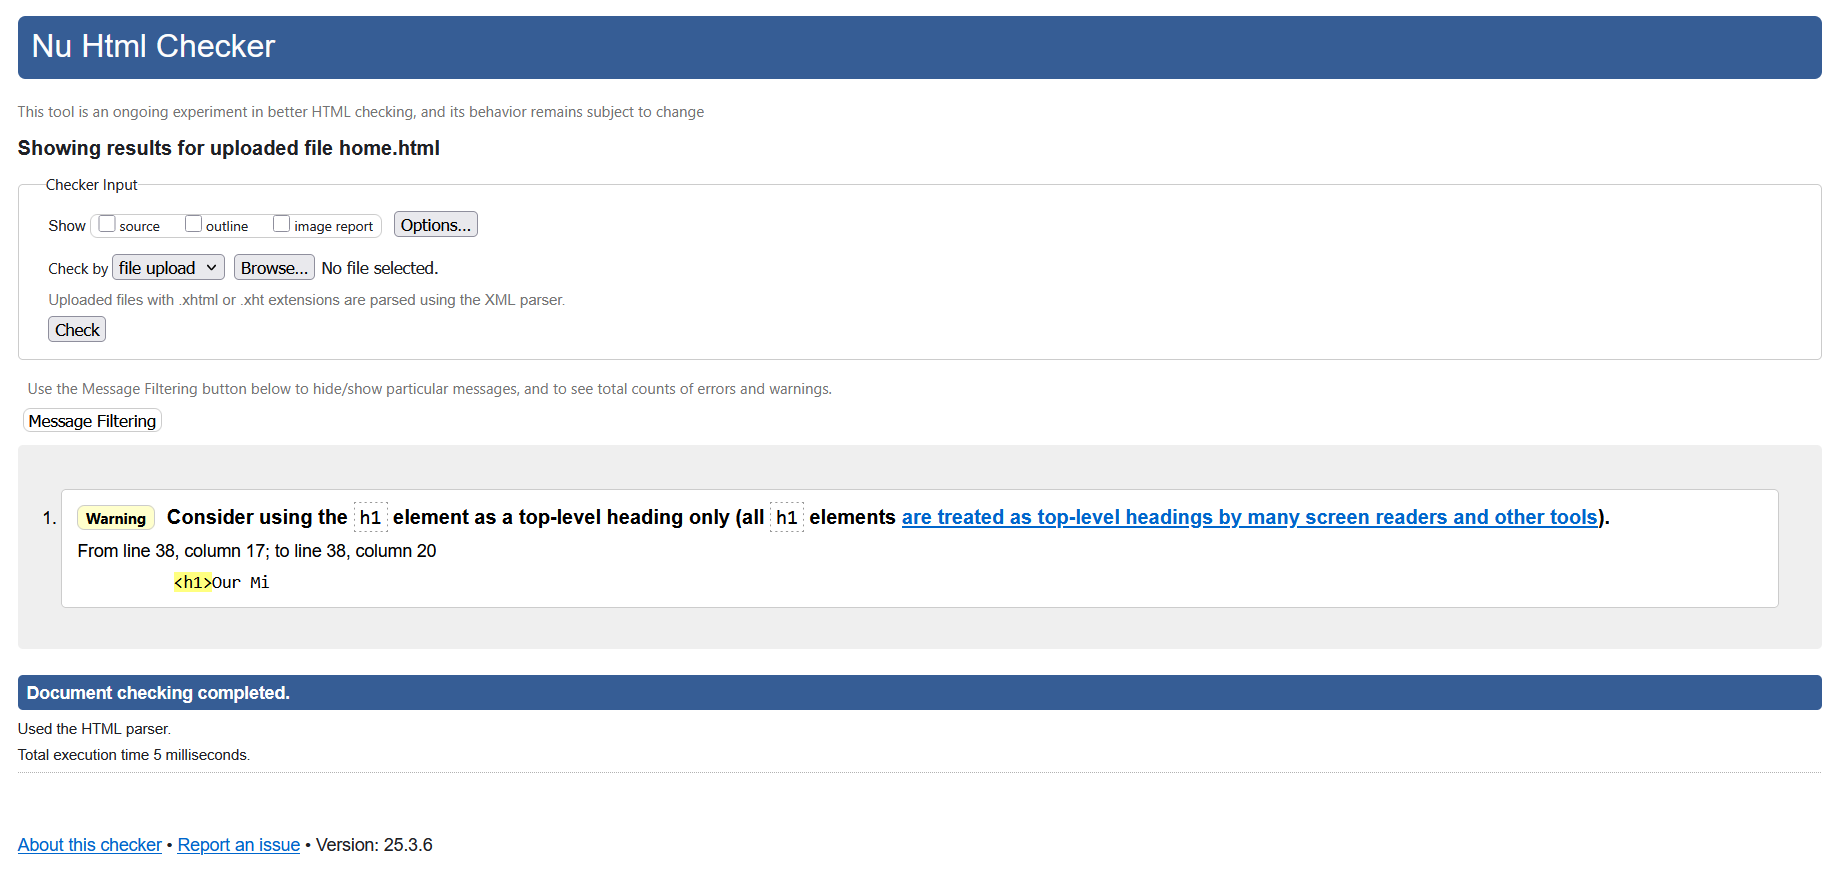 Nu Html Checker
This tool is an ongoing experiment in better HTML checking, and its behavior remains subject to change
Showing results for uploaded file home.html
Checker Input
Show source outline image report Options...
Check by file upload Browse... No file selected.
Uploaded files with .xhtml or .xht extensions are parsed using the XML parser.
Check
Use the Message Filtering button below to hide/show particular messages, and to see total counts of errors and warnings.
Message Filtering
1. Warning Consider using the h1 element as a top-level heading only (all h1 elements are treated as top-level headings by many screen readers and other tools).
From line 38, column 17; to line 38, column 20
<h1>Our Mi
Document checking completed.
Used the HTML parser.
Total execution time 5 milliseconds.
About this checker • Report an issue • Version: 25.3.6